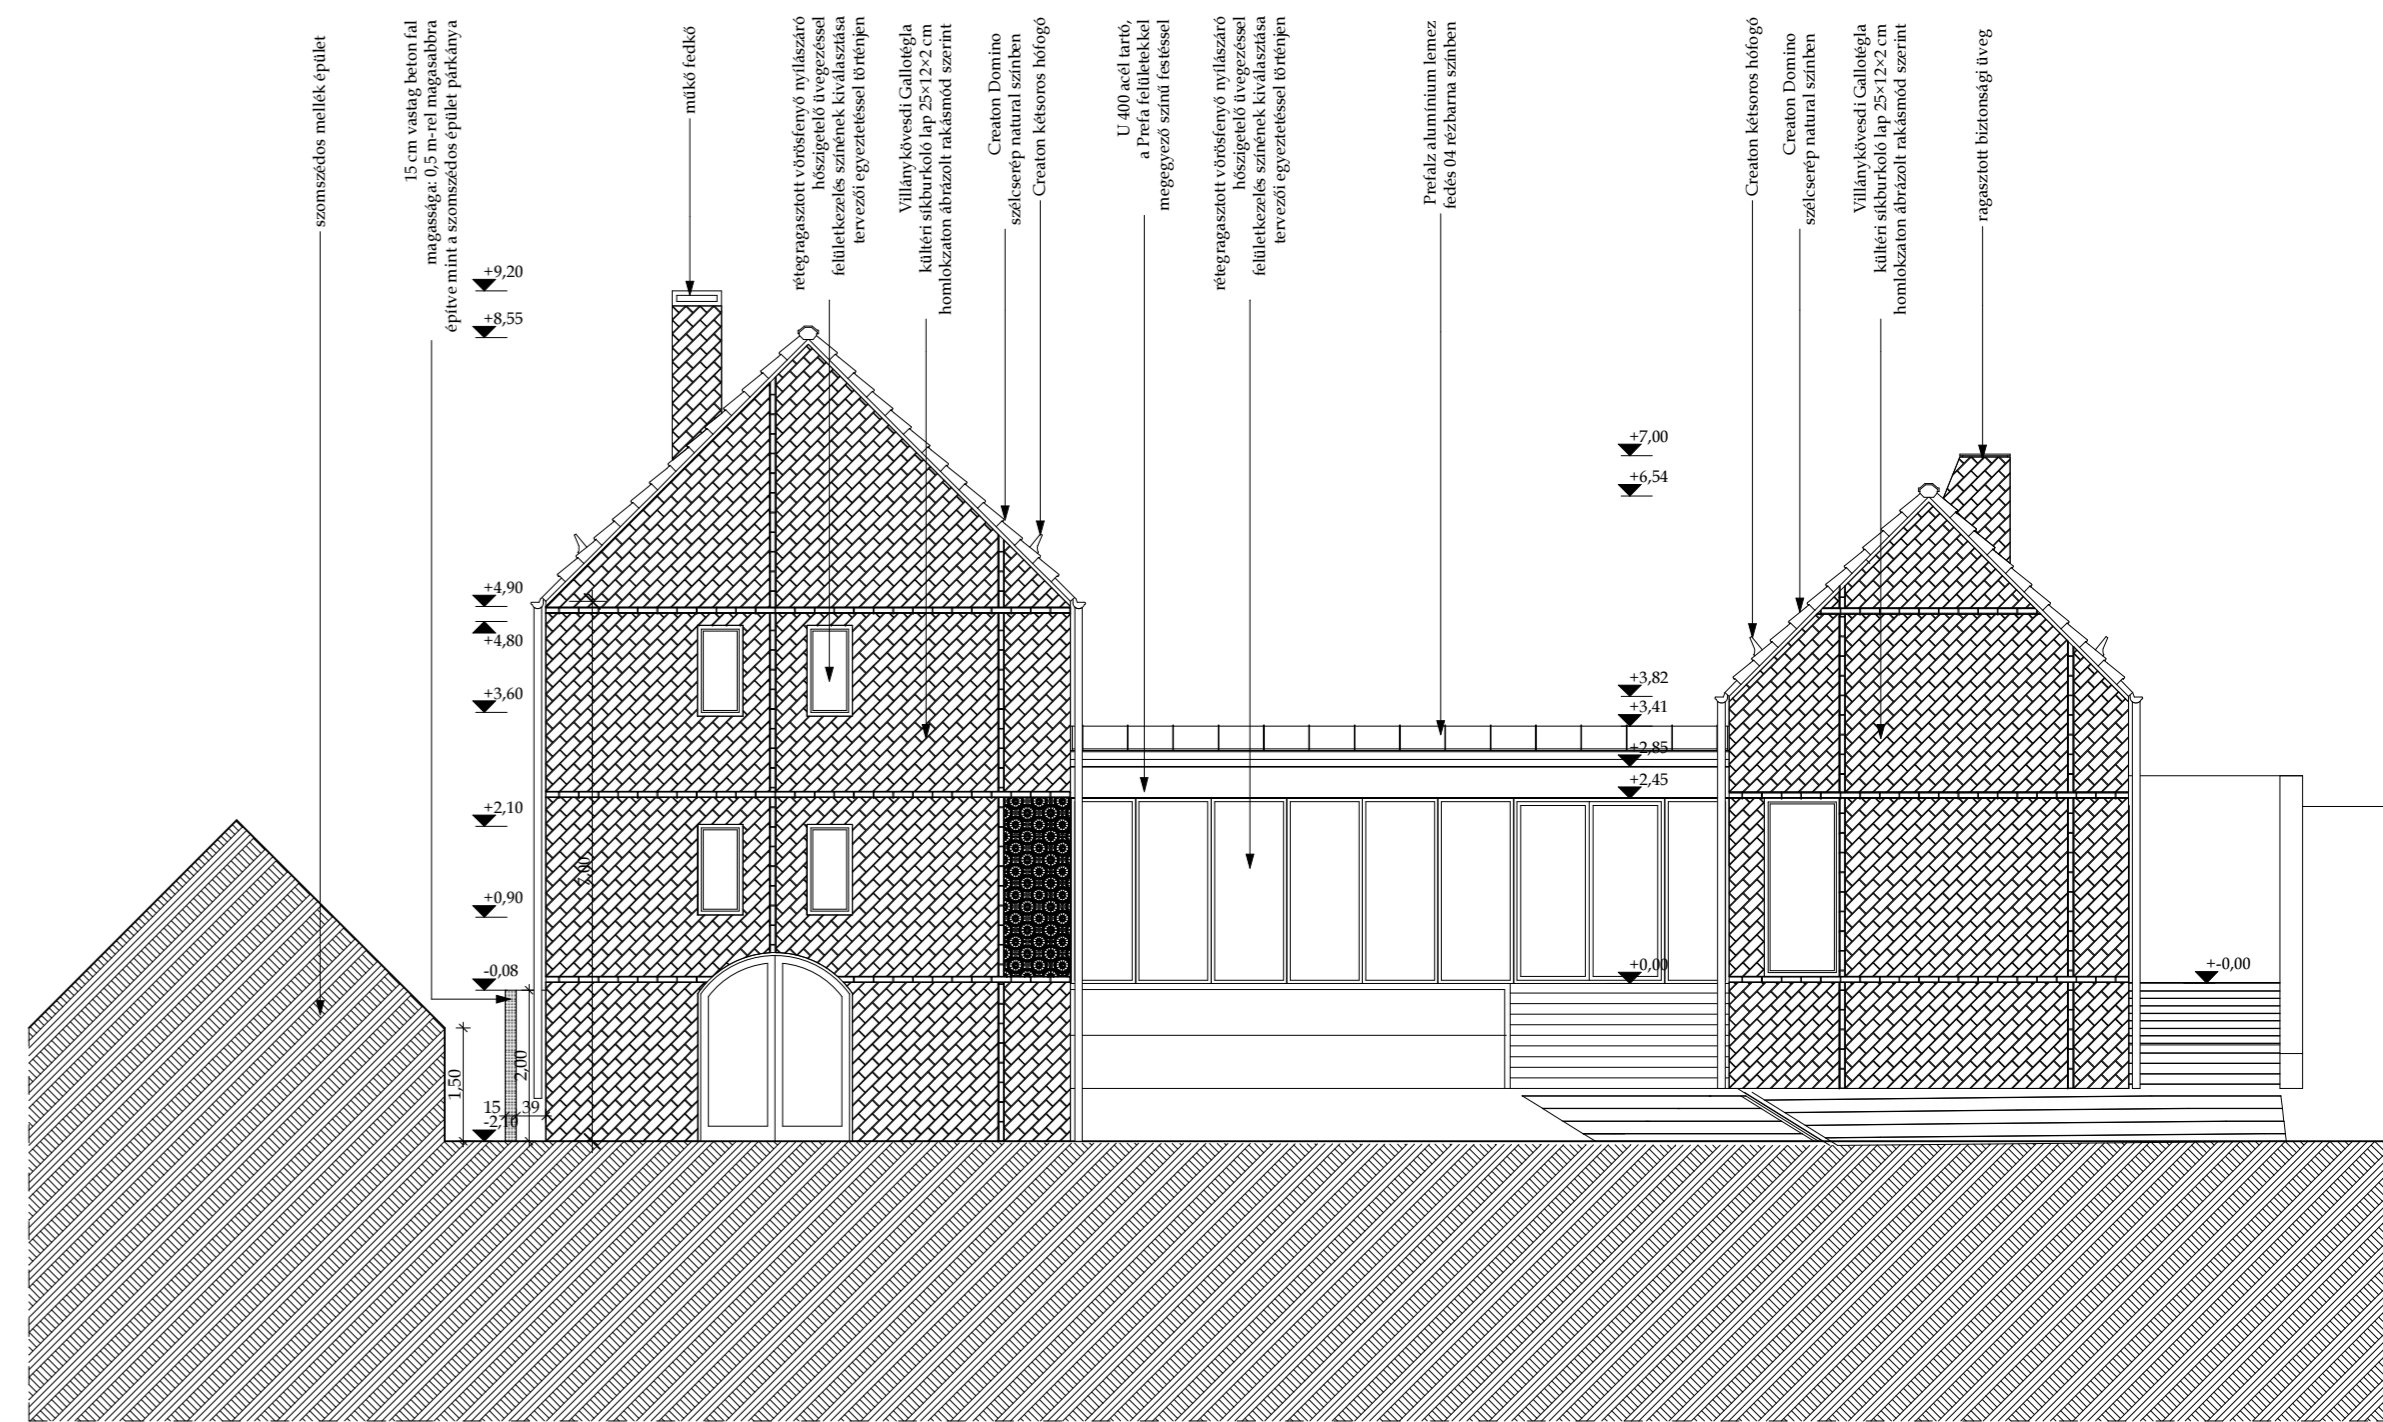 szomszédos mellék épület
15 cm vastag beton fal
magassága: 0,5 m-rel magasabbra
építve mint a szomszédos épület párkánya
műkő fedkő
rétegragasztott vörösfenyő nyílászáró
hőszigetelő üvegezéssel
felületkezelés színének kiválasztása
tervezői egyeztetéssel történjen
Villánykövesdi Gallotégla
kültéri síkburkoló lap 25×12×2 cm
homlokzaton ábrázolt rakásmód szerint
Creaton Domino
szélcserép natural színben
Creaton kétsoros hófogó
U 400 acél tartó,
a Prefa felületekkel
megegyező színű festéssel
rétegragasztott vörösfenyő nyílászáró
hőszigetelő üvegezéssel
felületkezelés színének kiválasztása
tervezői egyeztetéssel történjen
Prefalz alumínium lemez
fedés 04 rézbarna színben
Creaton kétsoros hófogó
Creaton Domino
szélcserép natural színben
Villánykövesdi Gallotégla
kültéri síkburkoló lap 25×12×2 cm
homlokzaton ábrázolt rakásmód szerint
ragasztott biztonsági üveg
+9,20
+8,55
+4,90
+4,80
+3,60
+2,10
+0,90
-0,08
-2,10
1,50
15
39
2,00
7,00
+7,00
+6,54
+3,82
+3,41
+2,85
+2,45
+0,00
+-0,00